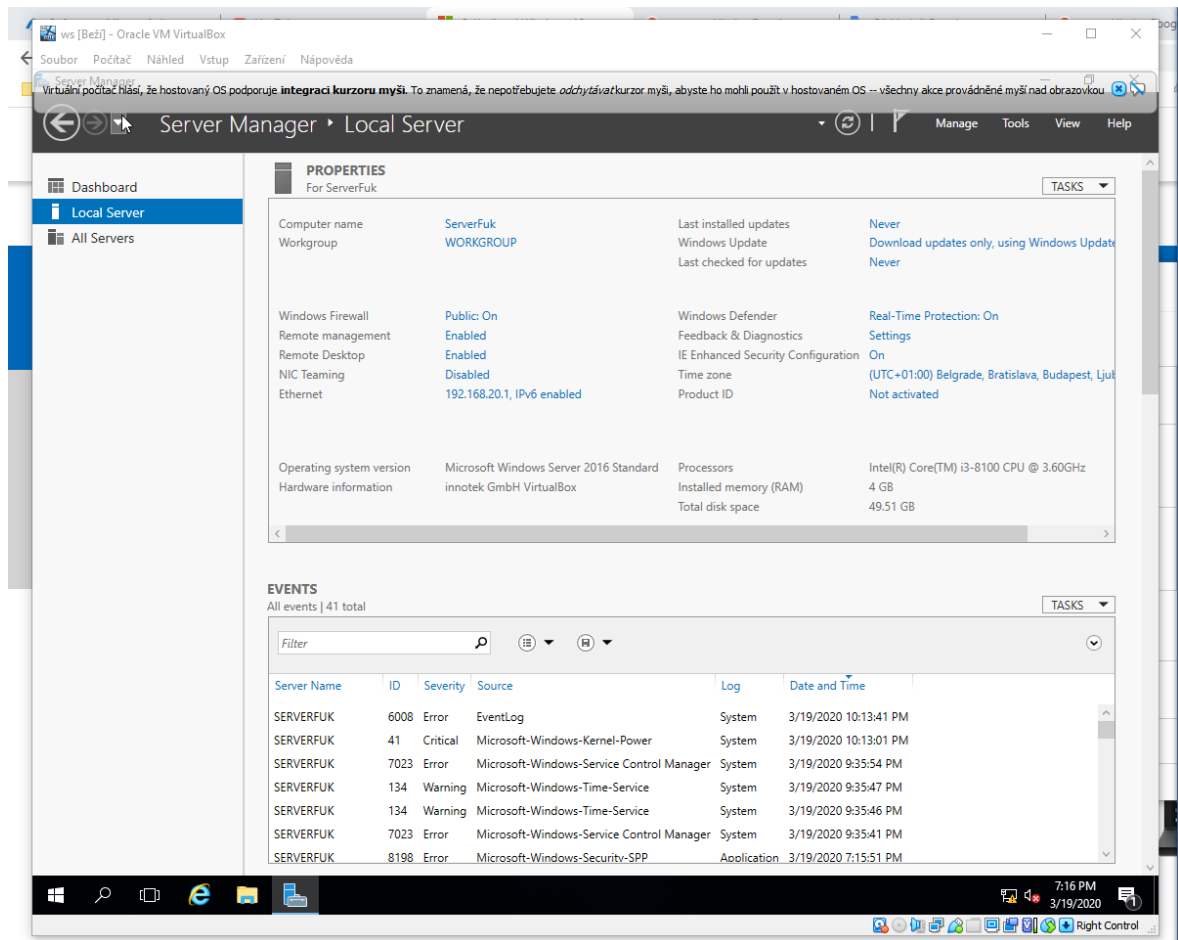 ws [Beží] - Oracle VM VirtualBox
Soubor Počítač Náhled Vstup Zařízení Nápověda
Server Manager
Virtuální počítač hlásí, že hostovaný OS podporuje integraci kurzoru myši. To znamená, že nepotřebujete odchytávat kurzor myši, abyste ho mohli použít v hostovaném OS -- všechny akce prováděné myší nad obrazovkou
Server Manager • Local Server
Manage Tools View Help
Dashboard
Local Server
All Servers
PROPERTIES
For ServerFuk
TASKS
Computer name ServerFuk Last installed updates Never
Workgroup WORKGROUP Windows Update Download updates only, using Windows Update
Last checked for updates Never
Windows Firewall Public: On Windows Defender Real-Time Protection: On
Remote management Enabled Feedback & Diagnostics Settings
Remote Desktop Enabled IE Enhanced Security Configuration On
NIC Teaming Disabled Time zone (UTC+01:00) Belgrade, Bratislava, Budapest, Ljub
Ethernet 192.168.20.1, IPv6 enabled Product ID Not activated
Operating system version Microsoft Windows Server 2016 Standard Processors Intel(R) Core(TM) i3-8100 CPU @ 3.60GHz
Hardware information innotek GmbH VirtualBox Installed memory (RAM) 4 GB
Total disk space 49.51 GB
EVENTS
All events | 41 total
TASKS
Filter
Server Name ID Severity Source Log Date and Time
SERVERFUK 6008 Error EventLog System 3/19/2020 10:13:41 PM
SERVERFUK 41 Critical Microsoft-Windows-Kernel-Power System 3/19/2020 10:13:01 PM
SERVERFUK 7023 Error Microsoft-Windows-Service Control Manager System 3/19/2020 9:35:54 PM
SERVERFUK 134 Warning Microsoft-Windows-Time-Service System 3/19/2020 9:35:47 PM
SERVERFUK 134 Warning Microsoft-Windows-Time-Service System 3/19/2020 9:35:46 PM
SERVERFUK 7023 Error Microsoft-Windows-Service Control Manager System 3/19/2020 9:35:41 PM
SERVERFUK 8198 Error Microsoft-Windows-Security-SPP Application 3/19/2020 7:15:51 PM
7:16 PM
3/19/2020
1
Right Control